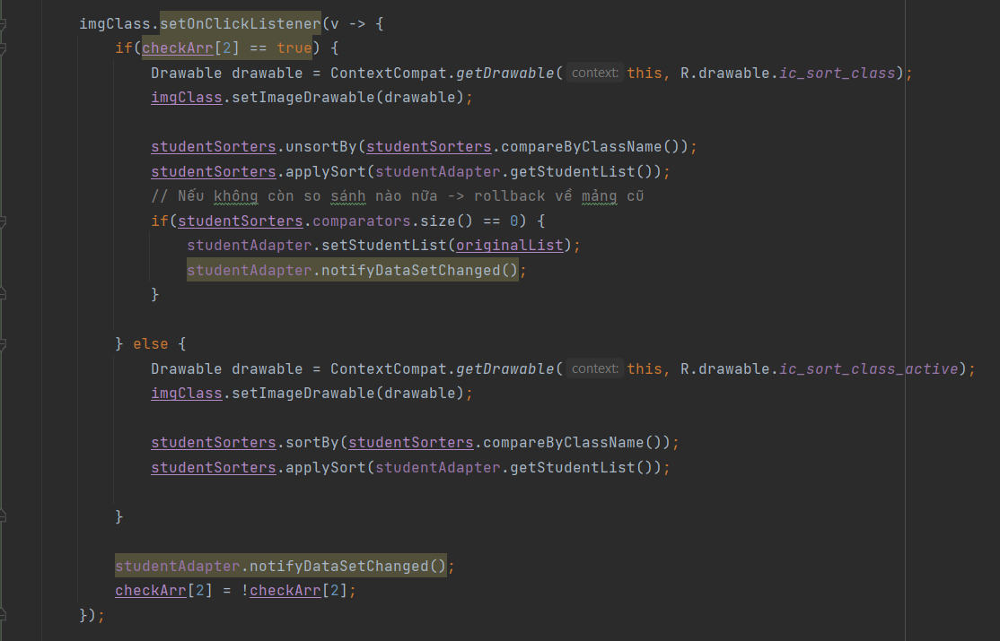 imgClass.setOnClickListener(v -> {
if(checkArr[2] == true) {
Drawable drawable = ContextCompat.getDrawable( context: this, R.drawable.ic_sort_class);
imgClass.setImageDrawable(drawable);
studentSorters.unsortBy(studentSorters.compareByClassName());
studentSorters.applySort(studentAdapter.getStudentList());
// Nếu không còn so sánh nào nữa -> rollback về mảng cũ
if(studentSorters.comparators.size() == 0) {
studentAdapter.setStudentList(originalList);
studentAdapter.notifyDataSetChanged();
}
} else {
Drawable drawable = ContextCompat.getDrawable( context: this, R.drawable.ic_sort_class_active);
imgClass.setImageDrawable(drawable);
studentSorters.sortBy(studentSorters.compareByClassName());
studentSorters.applySort(studentAdapter.getStudentList());
}
studentAdapter.notifyDataSetChanged();
checkArr[2] = !checkArr[2];
});